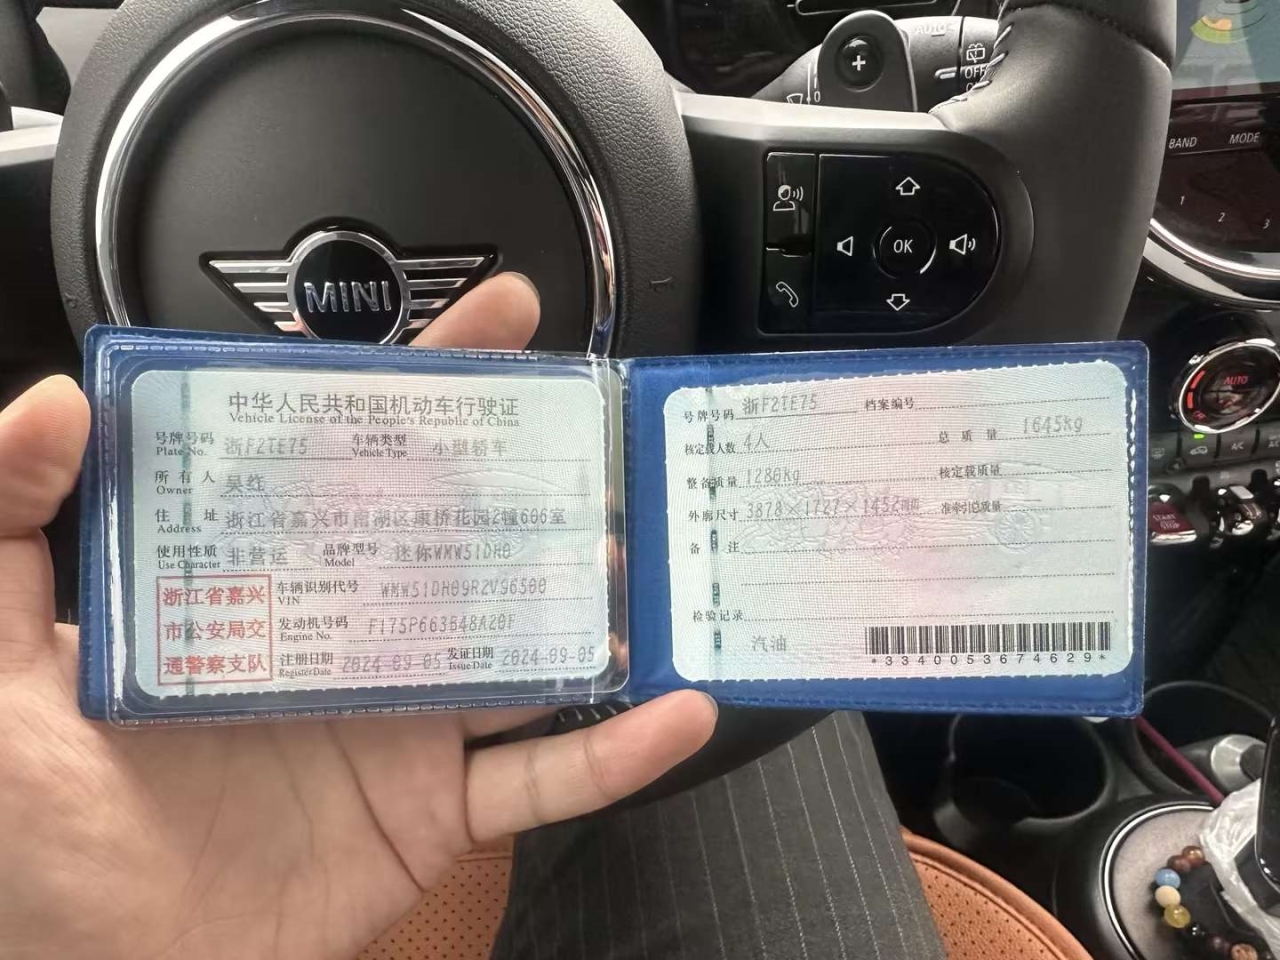 AUTO
OFF
BAND MODE
1
2
3
OK
MINI
AUTO
A/C
START
STOP
中华人民共和国机动车行驶证
Vehicle License of the People's Republic of China
号牌号码 浙F2TE75 车辆类型 小型轿车
Plate No. Vehicle Type
所有人 吴
Owner
住址 浙江省嘉兴市南湖区康桥花园2幢606室
Address
使用性质 非营运 品牌型号 迷你WMW51DH0
Use Character Model
浙江省嘉兴
市公安局交
通警察支队
车辆识别代号 WMW51DH09R2V96500
VIN
发动机号码 F175P663B48A20F
Engine No.
注册日期 2024-09-05 发证日期 2024-09-05
Register Date Issue Date
号牌号码 浙F2TE75 档案编号
核定载人数 4人 总质量 1645kg
整备质量 1280kg 核定载质量
外廓尺寸 3878×1727×1452mm 准牵引总质量
备注
检验记录
汽油
*3340053674629*